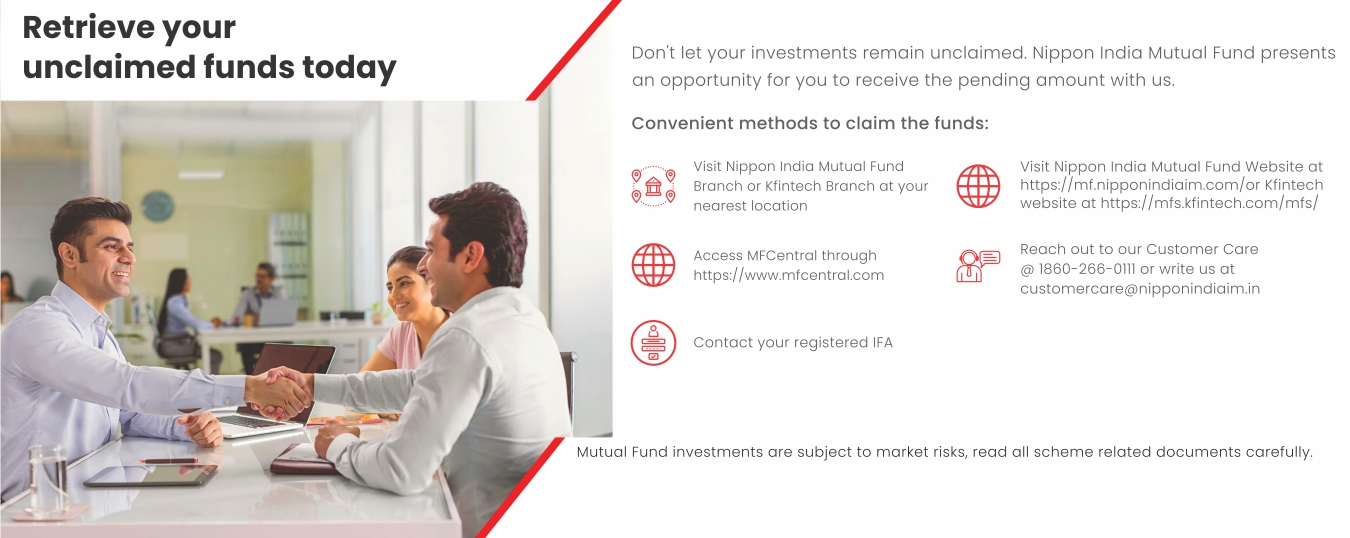 Retrieve your
unclaimed funds today
Don't let your investments remain unclaimed. Nippon India Mutual Fund presents
an opportunity for you to receive the pending amount with us.
Convenient methods to claim the funds:
Visit Nippon India Mutual Fund
Branch or Kfintech Branch at your
nearest location
Visit Nippon India Mutual Fund Website at
https://mf.nipponindiaim.com/or Kfintech
website at https://mfs.kfintech.com/mfs/
Access MFCentral through
https://www.mfcentral.com
Reach out to our Customer Care
@ 1860-266-0111 or write us at
customercare@nipponindiaim.in
Contact your registered IFA
Mutual Fund investments are subject to market risks, read all scheme related documents carefully.